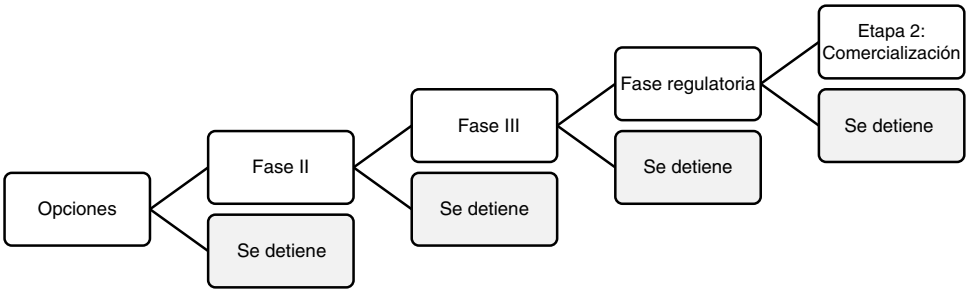 Opciones
Fase II
Se detiene
Fase III
Se detiene
Fase regulatoria
Se detiene
Etapa 2:
Comercialización
Se detiene